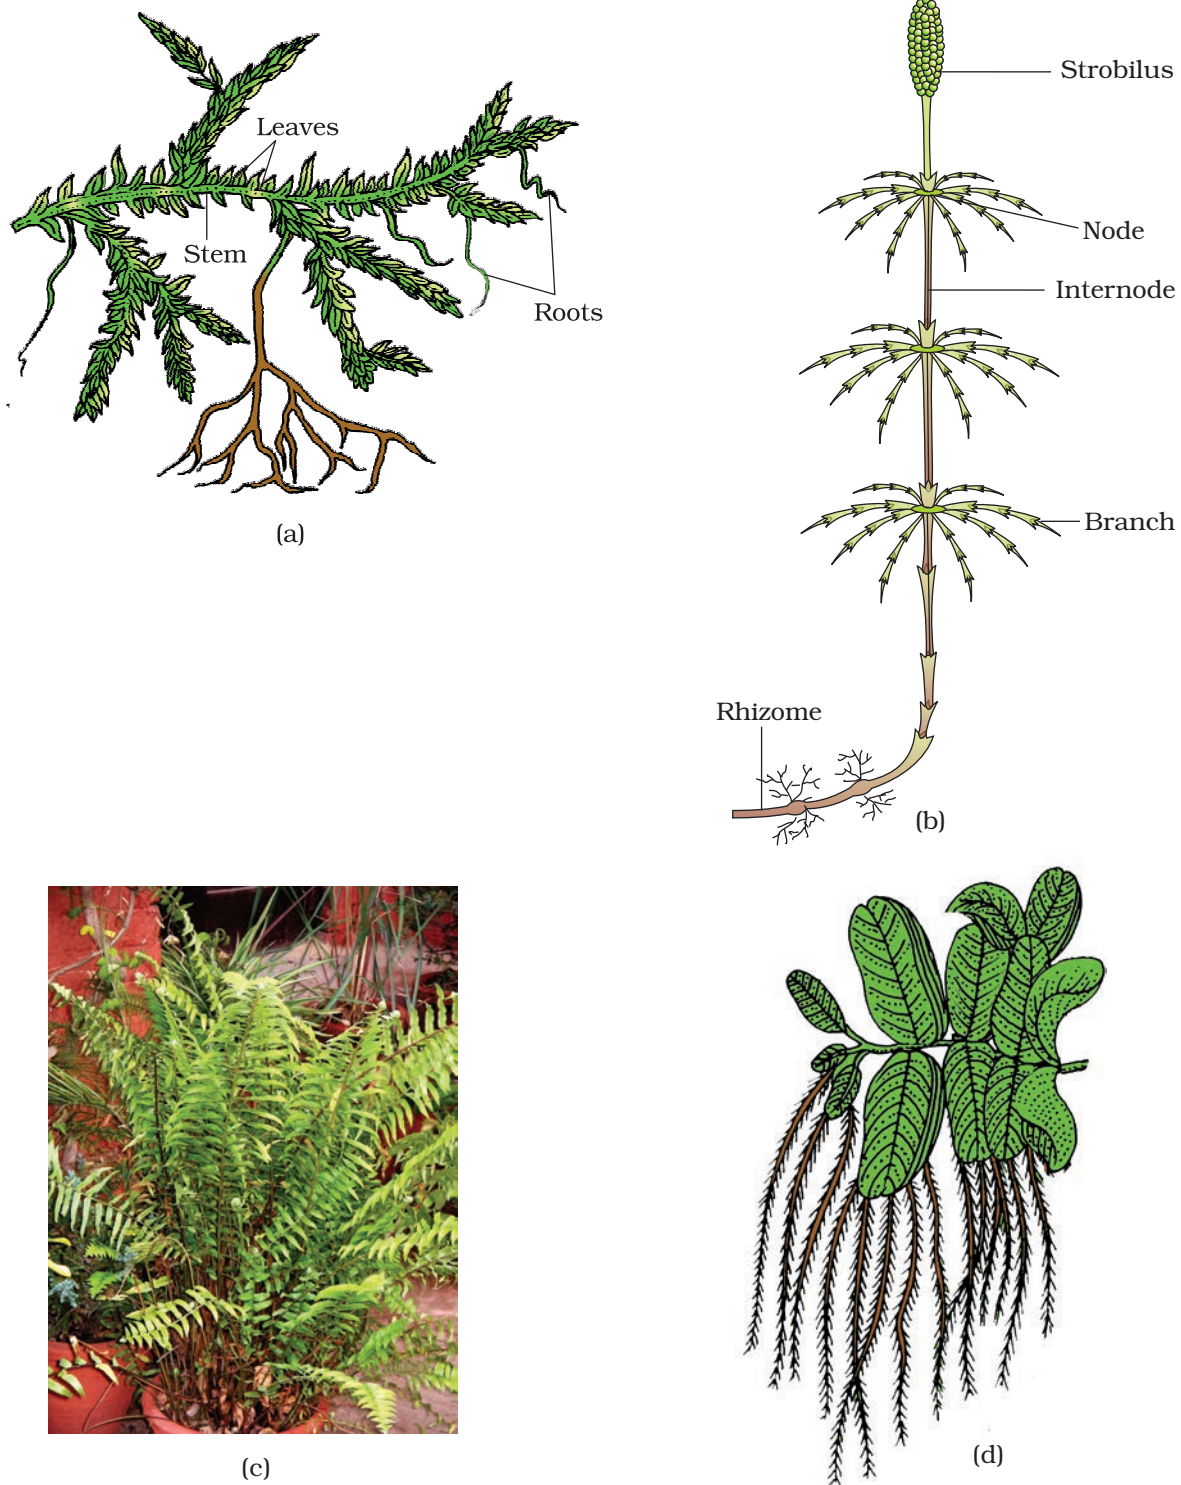 Leaves
Stem
Roots
(a)
Strobilus
Node
Internode
Branch
Rhizome
(b)
(c)
(d)